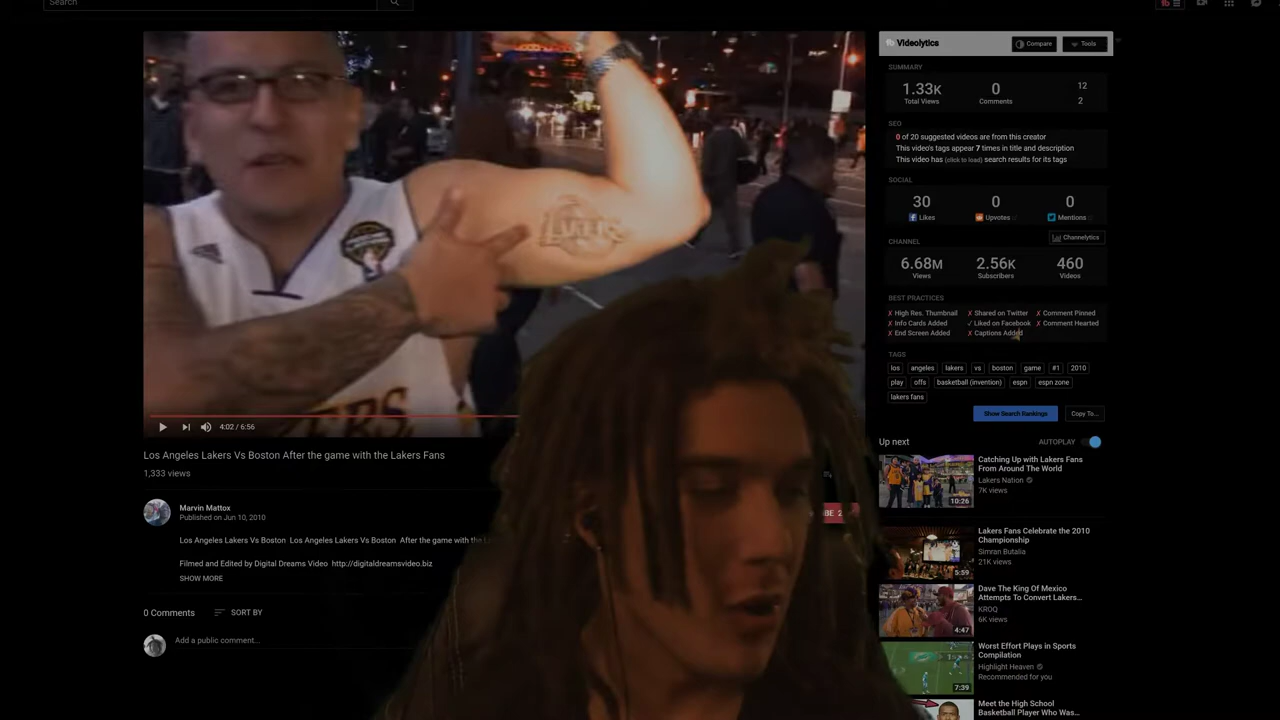 Search
LAKERS
4:02 / 6:56
Los Angeles Lakers Vs Boston After the game with the Lakers Fans
1,333 views
Marvin Mattox
Published on Jun 10, 2010
Los Angeles Lakers Vs Boston Los Angeles Lakers Vs Boston After the game with the
Filmed and Edited by Digital Dreams Video http://digitaldreamsvideo.biz
SHOW MORE
0 Comments SORT BY
Add a public comment...
tb Videolytics Compare Tools
SUMMARY
1.33K 0 12
Total Views Comments 2
SEO
0 of 20 suggested videos are from this creator
This video's tags appear 7 times in title and description
This video has (click to load) search results for its tags
SOCIAL
30 0 0
Likes Upvotes Mentions
CHANNEL Channelytics
6.68M 2.56K 460
Views Subscribers Videos
BEST PRACTICES
✗ High Res. Thumbnail ✗ Shared on Twitter ✗ Comment Pinned
✗ Info Cards Added ✓ Liked on Facebook ✗ Comment Hearted
✗ End Screen Added ✗ Captions Added
TAGS
los angeles lakers vs boston game #1 2010
play offs basketball (invention) espn espn zone
lakers fans
Show Search Rankings Copy To...
Up next AUTOPLAY
Catching Up with Lakers Fans
From Around The World
Lakers Nation
7K views
10:26
Lakers Fans Celebrate the 2010
Championship
Simran Butalia
21K views
5:59
Dave The King Of Mexico
Attempts To Convert Lakers...
KROQ
6K views
4:47
Worst Effort Plays in Sports
Compilation
Highlight Heaven
Recommended for you
7:39
Meet the High School
Basketball Player Who Was...